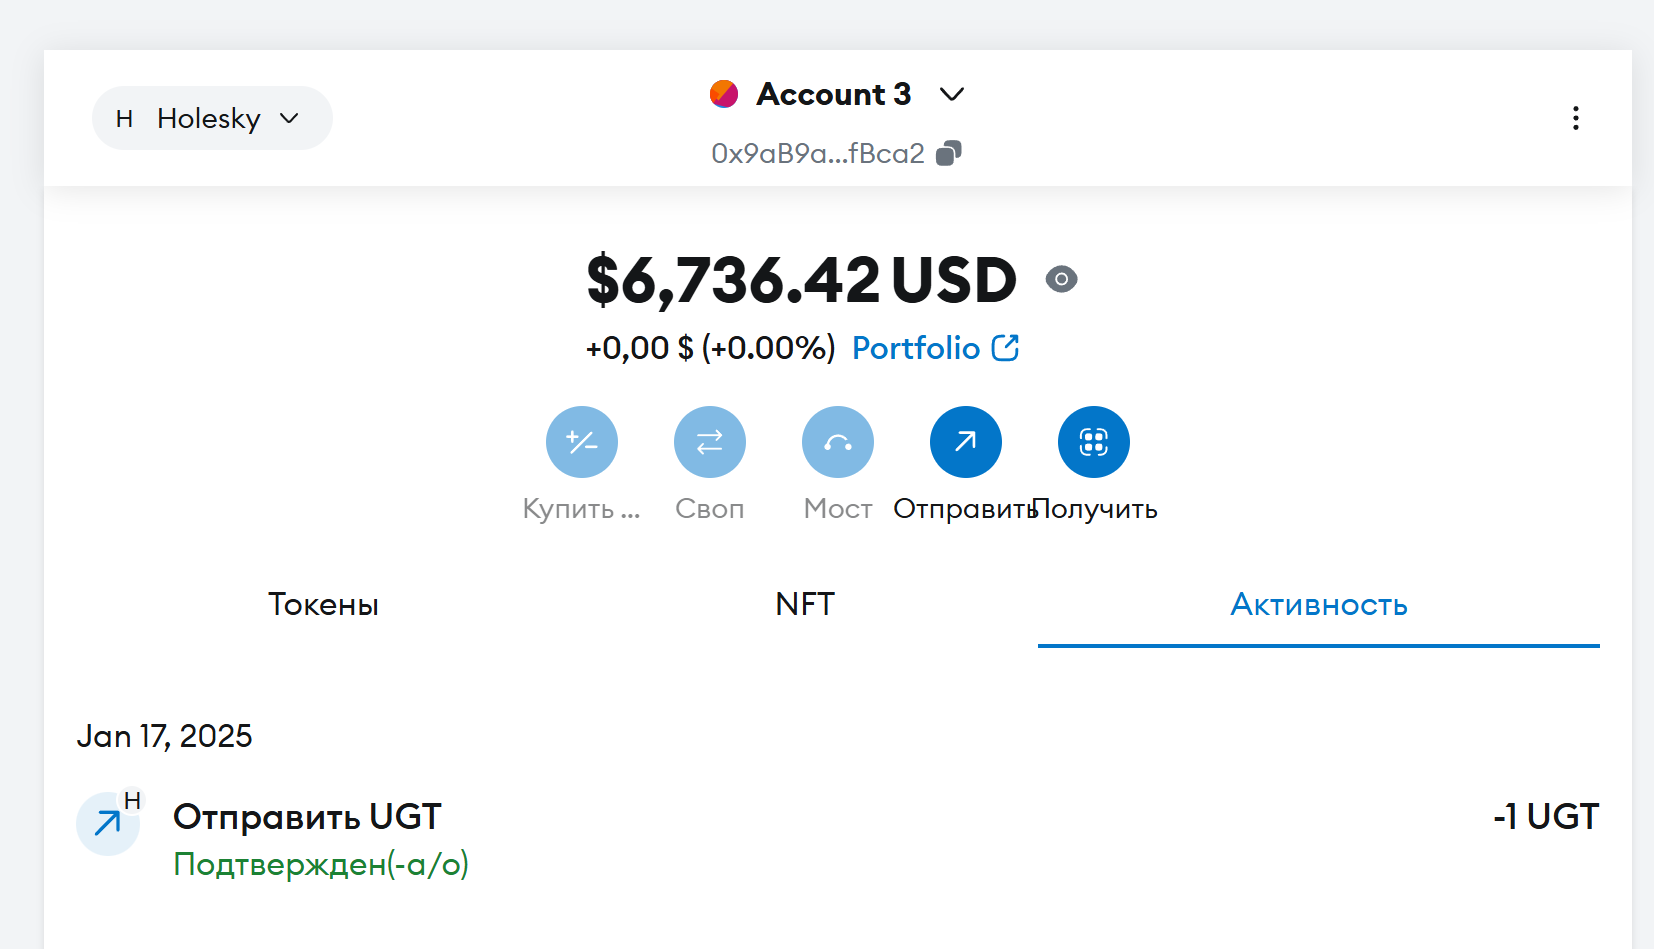 H Holesky
Account 3
0x9aB9a...fBca2
$6,736.42 USD
+0,00 $ (+0.00%) Portfolio
Купить ... Своп Мост Отправить Получить
Токены NFT Активность
Jan 17, 2025
H
Отправить UGT -1 UGT
Подтвержден(-а/о)